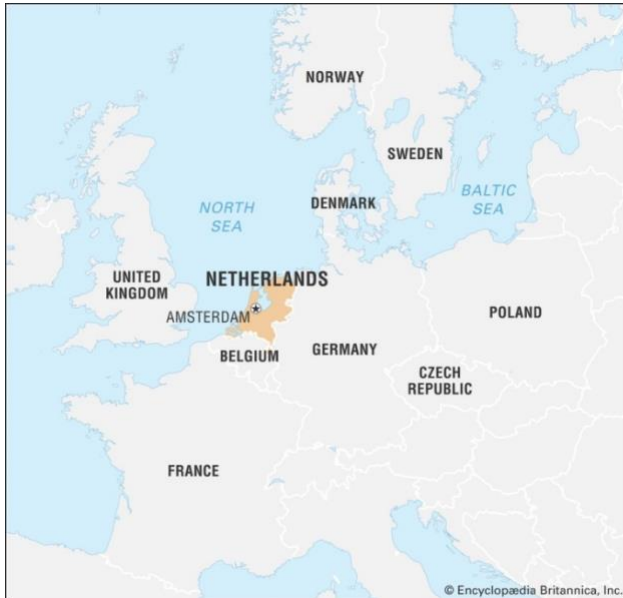 NORWAY
SWEDEN
BALTIC
SEA
DENMARK
NORTH
SEA
UNITED
KINGDOM
NETHERLANDS
AMSTERDAM
POLAND
BELGIUM
GERMANY
CZECH
REPUBLIC
FRANCE
© Encyclopædia Britannica, Inc.